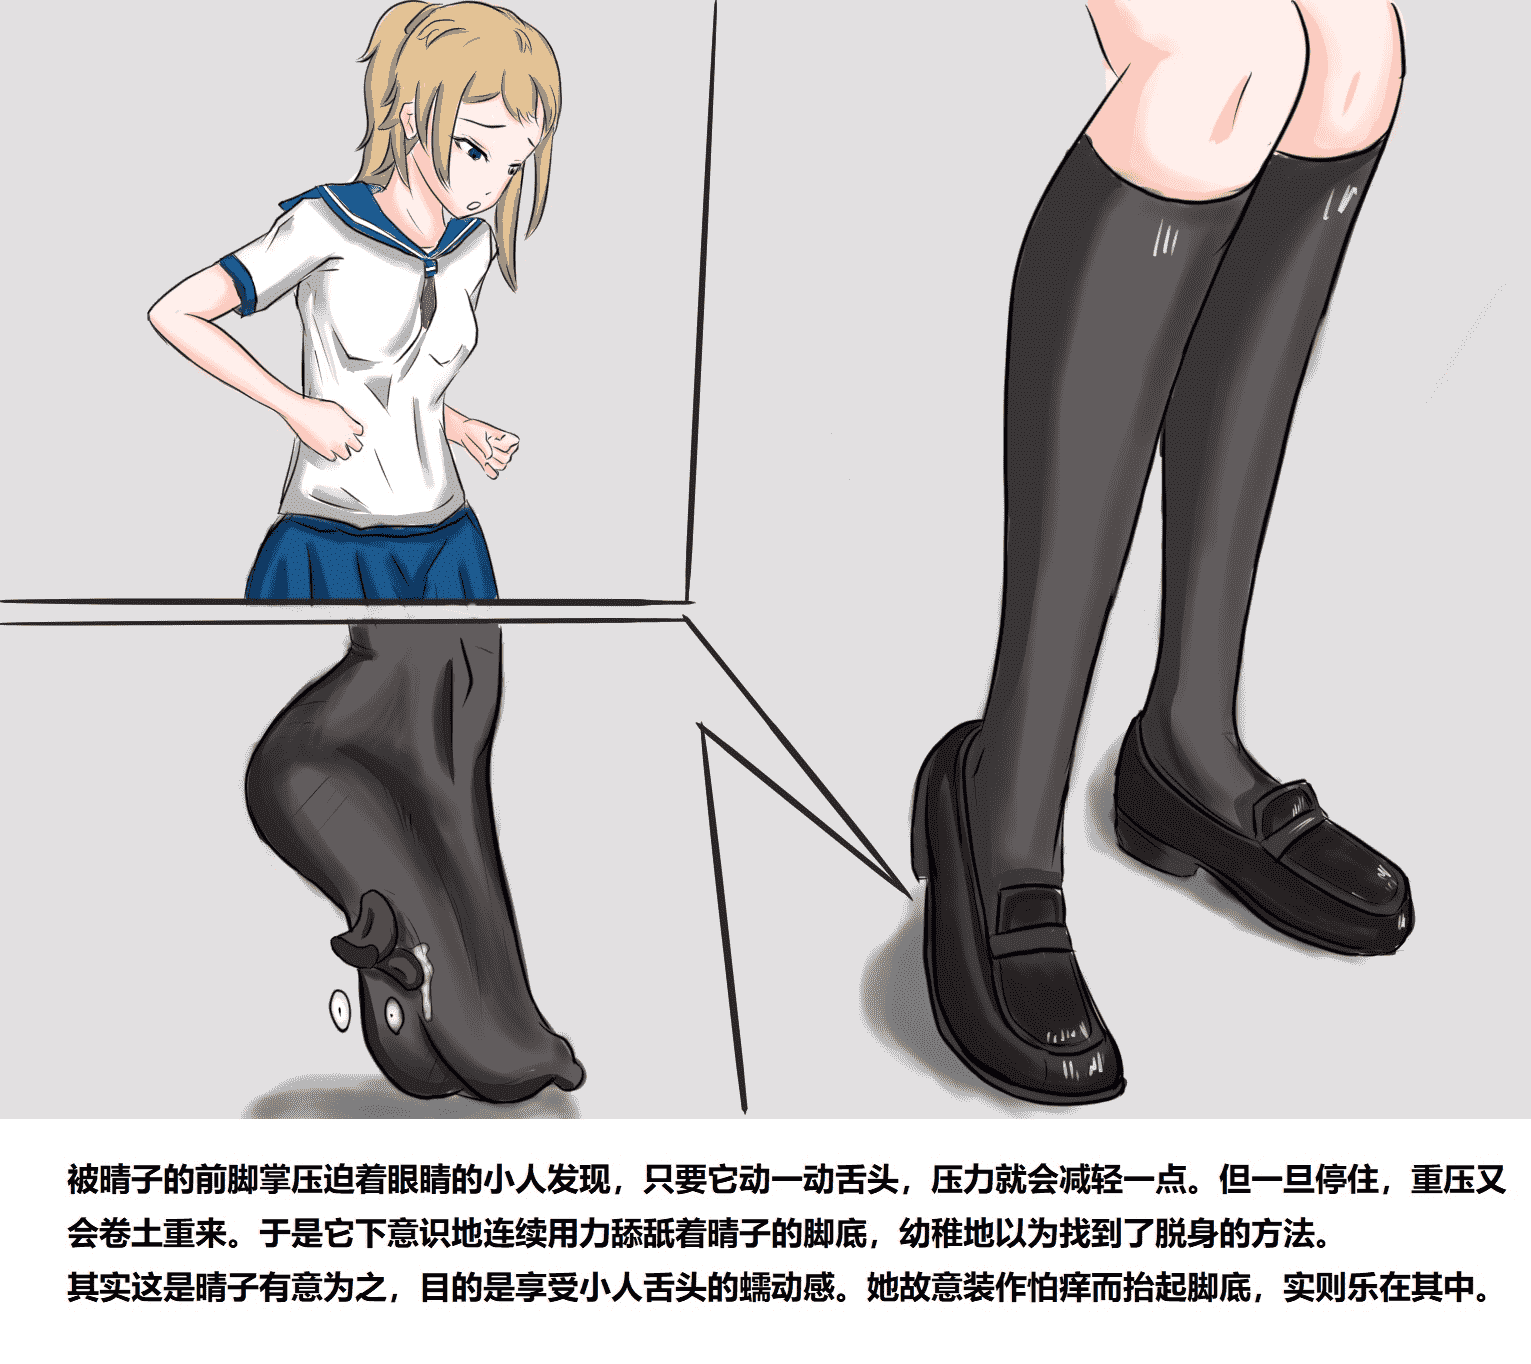 被晴子的前脚掌压迫着眼睛的小人发现，只要它动一动舌头，压力就会减轻一点。但一旦停住，重压又
会卷土重来。于是它下意识地连续用力舔舐着晴子的脚底，幼稚地以为找到了脱身的方法。
其实这是晴子有意为之，目的是享受小人舌头的蠕动感。她故意装作怕痒而抬起脚底，实则乐在其中。